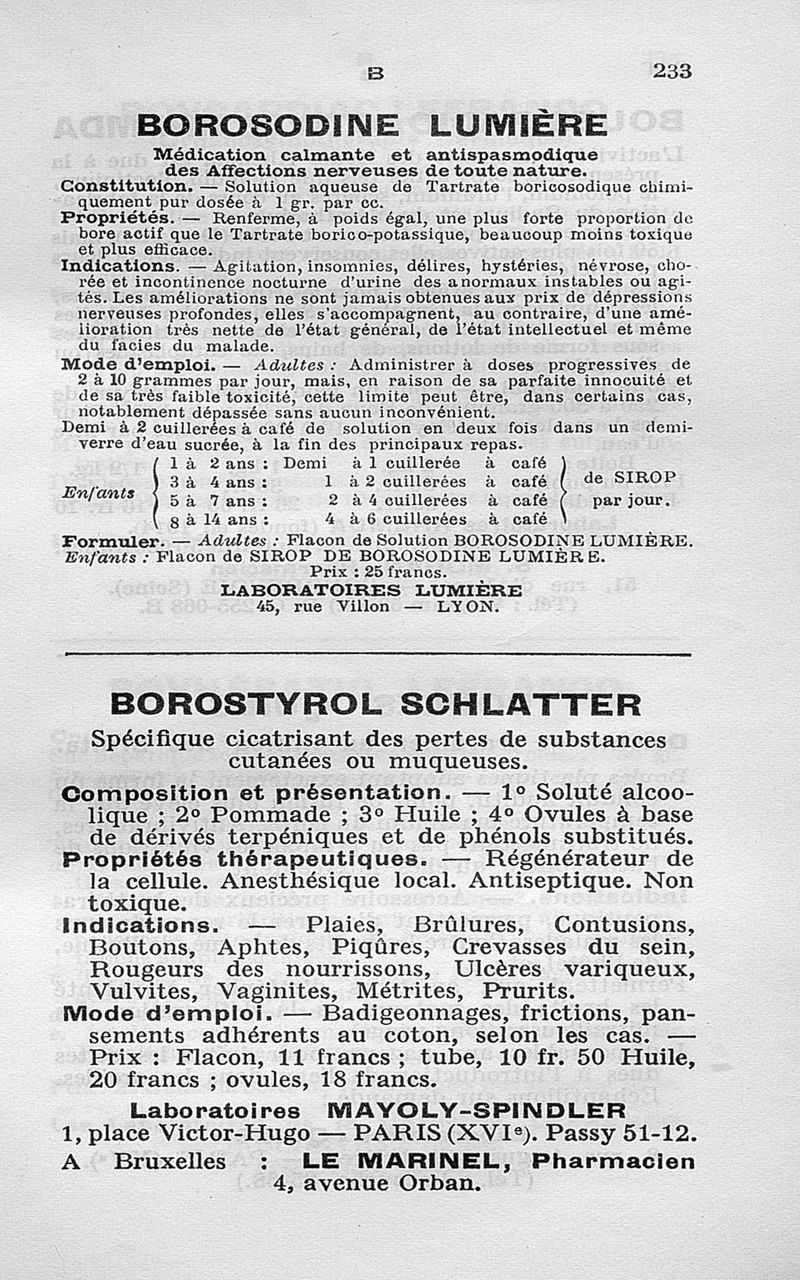 B
233
BOROSODINE LUMIÈRE
Médication calmante et antispasmodique
des Affections nerveuses de toute nature.
Constitution. — Solution aqueuse de Tartrate boricosodique chimi-
quement pur dosée à 1 gr. par cc.
Propriétés. — Renferme, à poids égal, une plus forte proportion de
bore actif que le Tartrate borico-potassique, beaucoup moins toxique
et plus efficace.
Indications. — Agitation, insomnies, délires, hystéries, névrose, cho-
rée et incontinence nocturne d'urine des anormaux instables ou agi-
tés. Les améliorations ne sont jamais obtenues aux prix de dépressions
nerveuses profondes, elles s'accompagnent, au contraire, d'une amé-
lioration très nette de l'état général, de l'état intellectuel et même
du facies du malade.
Mode d'emploi. — Adultes : Administrer à doses progressives de
2 à 10 grammes par jour, mais, en raison de sa parfaite innocuité et
de sa très faible toxicité, cette limite peut être, dans certains cas,
notablement dépassée sans aucun inconvénient.
Demi à 2 cuillerées à café de solution en deux fois dans un demi-
verre d'eau sucrée, à la fin des principaux repas.
Enfants
1 à 2 ans : Demi à 1 cuillerée à café
3 à 4 ans : 1 à 2 cuillerées à café
5 à 7 ans : 2 à 4 cuillerées à café
8 à 14 ans : 4 à 6 cuillerées à café
de SIROP
par jour.
Formuler. — Adultes : Flacon de Solution BOROSODINE LUMIÈRE.
Enfants : Flacon de SIROP DE BOROSODINE LUMIÈRE.
Prix : 25 francs.
LABORATOIRES LUMIÈRE
45, rue Villon — LYON.
BOROSTYROL SCHLATTER
Spécifique cicatrisant des pertes de substances
cutanées ou muqueuses.
Composition et présentation. — 1° Soluté alcoo-
lique ; 2° Pommade ; 3° Huile ; 4° Ovules à base
de dérivés terpéniques et de phénols substitués.
Propriétés thérapeutiques. — Régénérateur de
la cellule. Anesthésique local. Antiseptique. Non
toxique.
Indications. — Plaies, Brûlures, Contusions,
Boutons, Aphtes, Piqûres, Crevasses du sein,
Rougeurs des nourrissons, Ulcères variqueux,
Vulvites, Vaginites, Métrites, Prurits.
Mode d'emploi. — Badigeonnages, frictions, pan-
sements adhérents au coton, selon les cas. —
Prix : Flacon, 11 francs ; tube, 10 fr. 50 Huile,
20 francs ; ovules, 18 francs.
Laboratoires MAYOLY-SPINDLER
1, place Victor-Hugo — PARIS (XVIe). Passy 51-12.
A Bruxelles : LE MARINEL, Pharmacien
4, avenue Orban.